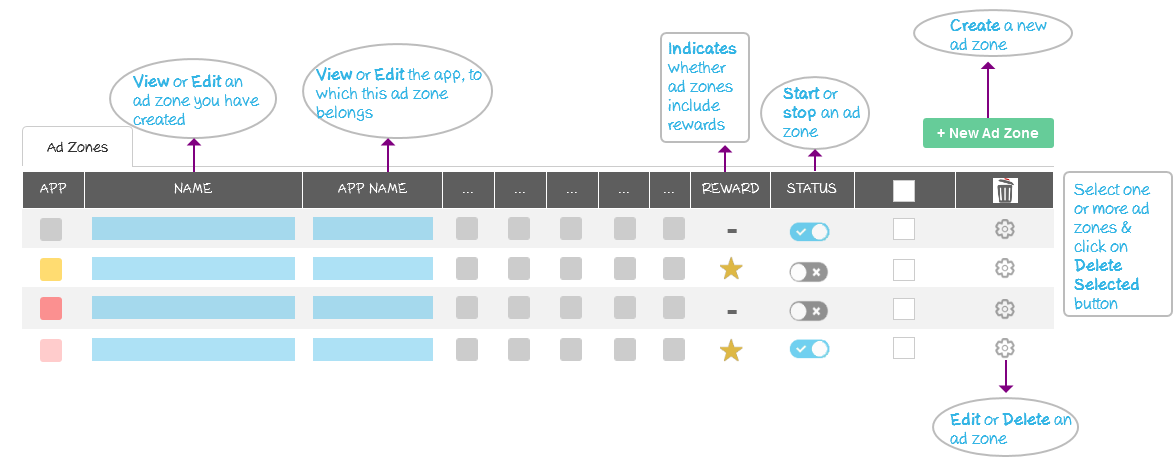 Create a new
ad zone
View or Edit an
ad zone you have
created
View or Edit the app, to
which this ad zone
belongs
Indicates
whether
ad zones
include
rewards
Start or
stop an ad
zone
+ New Ad Zone
Ad Zones
APP NAME APP NAME ... ... ... ... ... REWARD STATUS
Select one
or more ad
zones &
click on
Delete
Selected
button
Edit or Delete an
ad zone